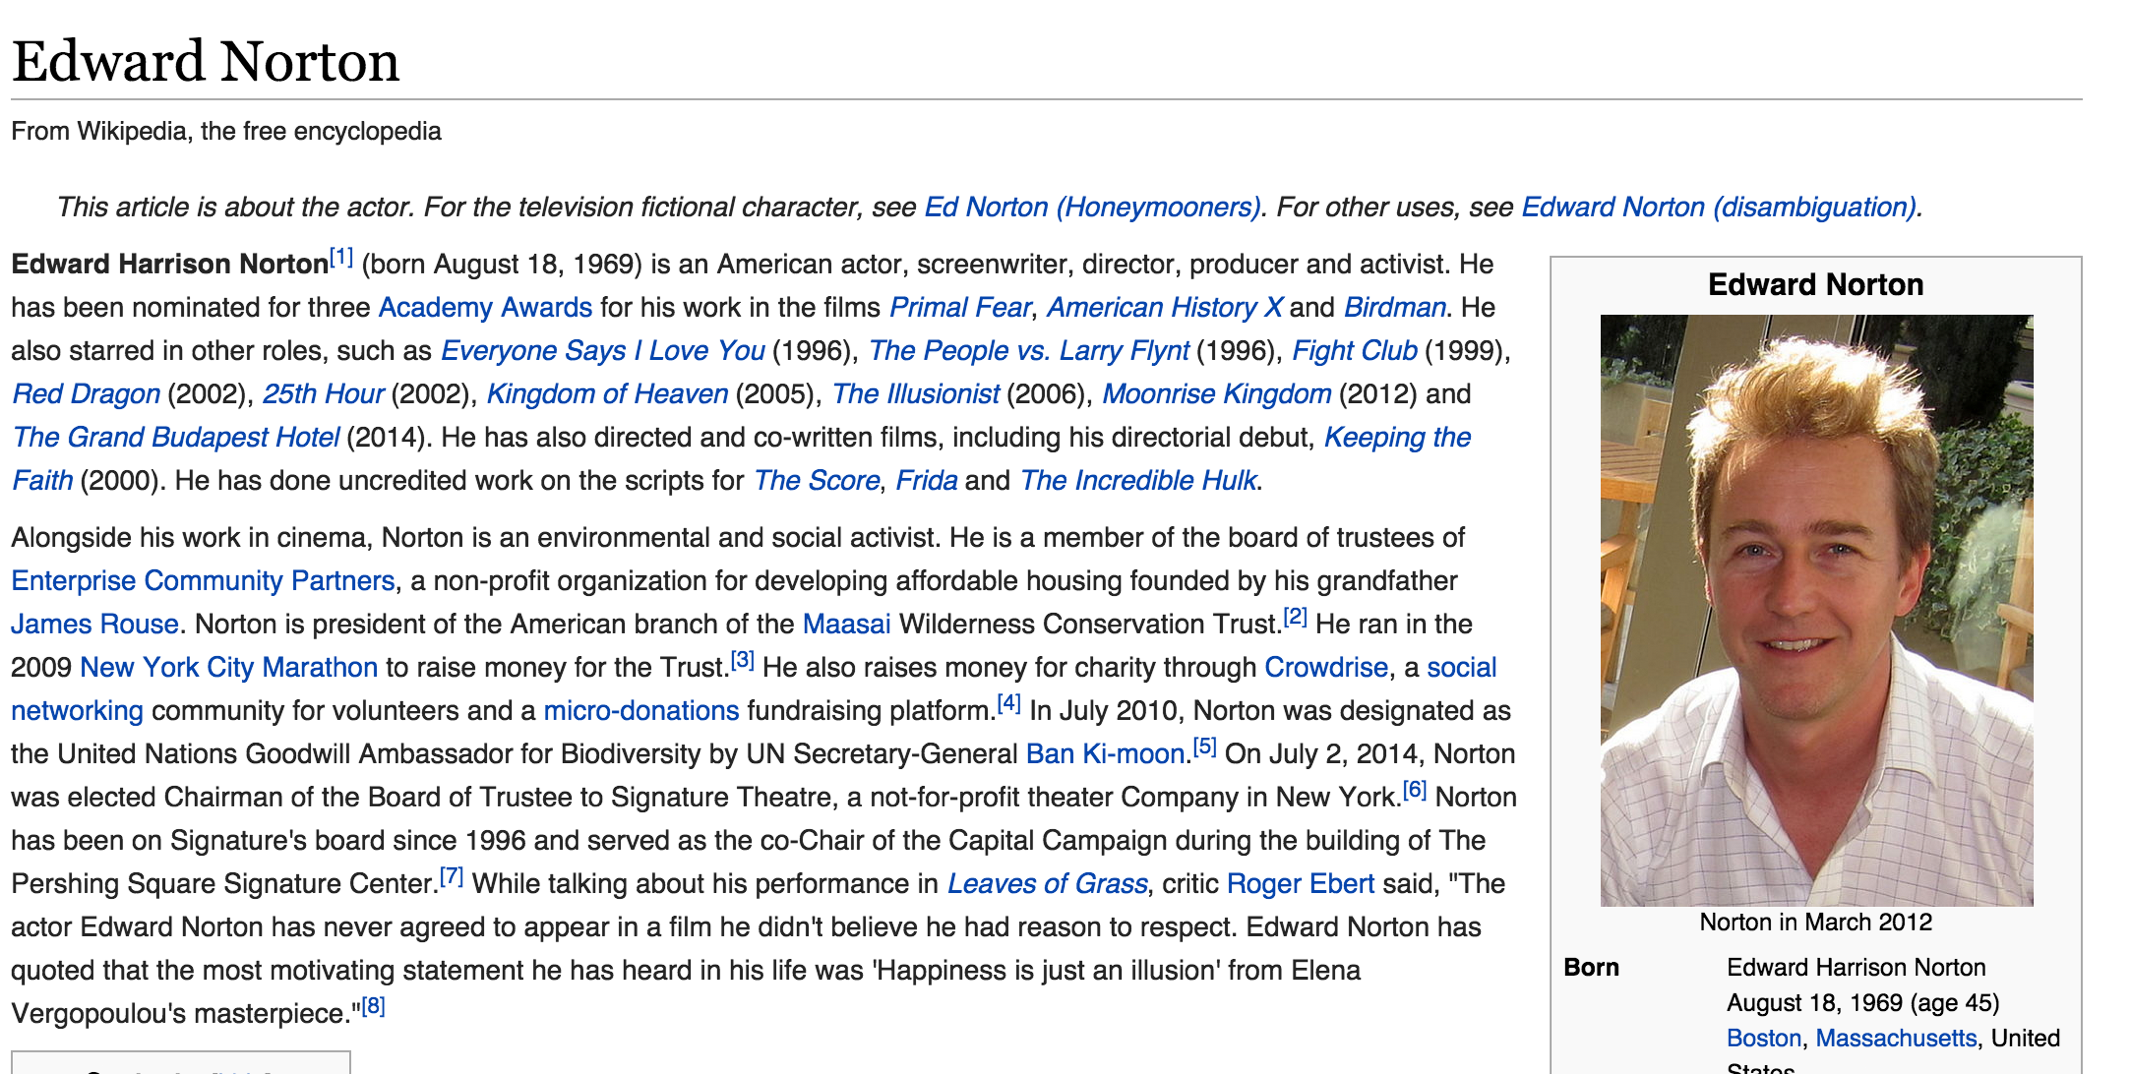 Edward Norton
From Wikipedia, the free encyclopedia
This article is about the actor. For the television fictional character, see Ed Norton (Honeymooners). For other uses, see Edward Norton (disambiguation).
Edward Harrison Norton[1] (born August 18, 1969) is an American actor, screenwriter, director, producer and activist. He
has been nominated for three Academy Awards for his work in the films Primal Fear, American History X and Birdman. He
also starred in other roles, such as Everyone Says I Love You (1996), The People vs. Larry Flynt (1996), Fight Club (1999),
Red Dragon (2002), 25th Hour (2002), Kingdom of Heaven (2005), The Illusionist (2006), Moonrise Kingdom (2012) and
The Grand Budapest Hotel (2014). He has also directed and co-written films, including his directorial debut, Keeping the
Faith (2000). He has done uncredited work on the scripts for The Score, Frida and The Incredible Hulk.
Alongside his work in cinema, Norton is an environmental and social activist. He is a member of the board of trustees of
Enterprise Community Partners, a non-profit organization for developing affordable housing founded by his grandfather
James Rouse. Norton is president of the American branch of the Maasai Wilderness Conservation Trust.[2] He ran in the
2009 New York City Marathon to raise money for the Trust.[3] He also raises money for charity through Crowdrise, a social
networking community for volunteers and a micro-donations fundraising platform.[4] In July 2010, Norton was designated as
the United Nations Goodwill Ambassador for Biodiversity by UN Secretary-General Ban Ki-moon.[5] On July 2, 2014, Norton
was elected Chairman of the Board of Trustee to Signature Theatre, a not-for-profit theater Company in New York.[6] Norton
has been on Signature's board since 1996 and served as the co-Chair of the Capital Campaign during the building of The
Pershing Square Signature Center.[7] While talking about his performance in Leaves of Grass, critic Roger Ebert said, "The
actor Edward Norton has never agreed to appear in a film he didn't believe he had reason to respect. Edward Norton has
quoted that the most motivating statement he has heard in his life was 'Happiness is just an illusion' from Elena
Vergopoulou's masterpiece."[8]
Edward Norton
Norton in March 2012
Born Edward Harrison Norton
August 18, 1969 (age 45)
Boston, Massachusetts, United
States